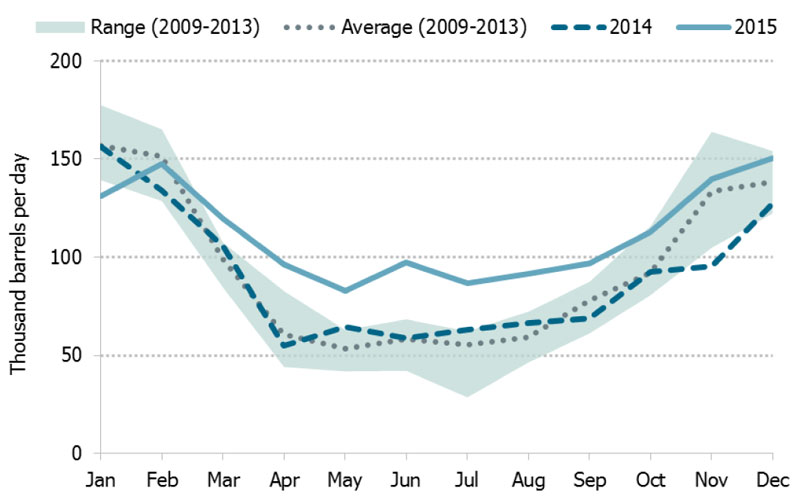 Range (2009-2013) Average (2009-2013) 2014 2015
200
150
100
50
0
Thousand barrels per day
Jan Feb Mar Apr May Jun Jul Aug Sep Oct Nov Dec